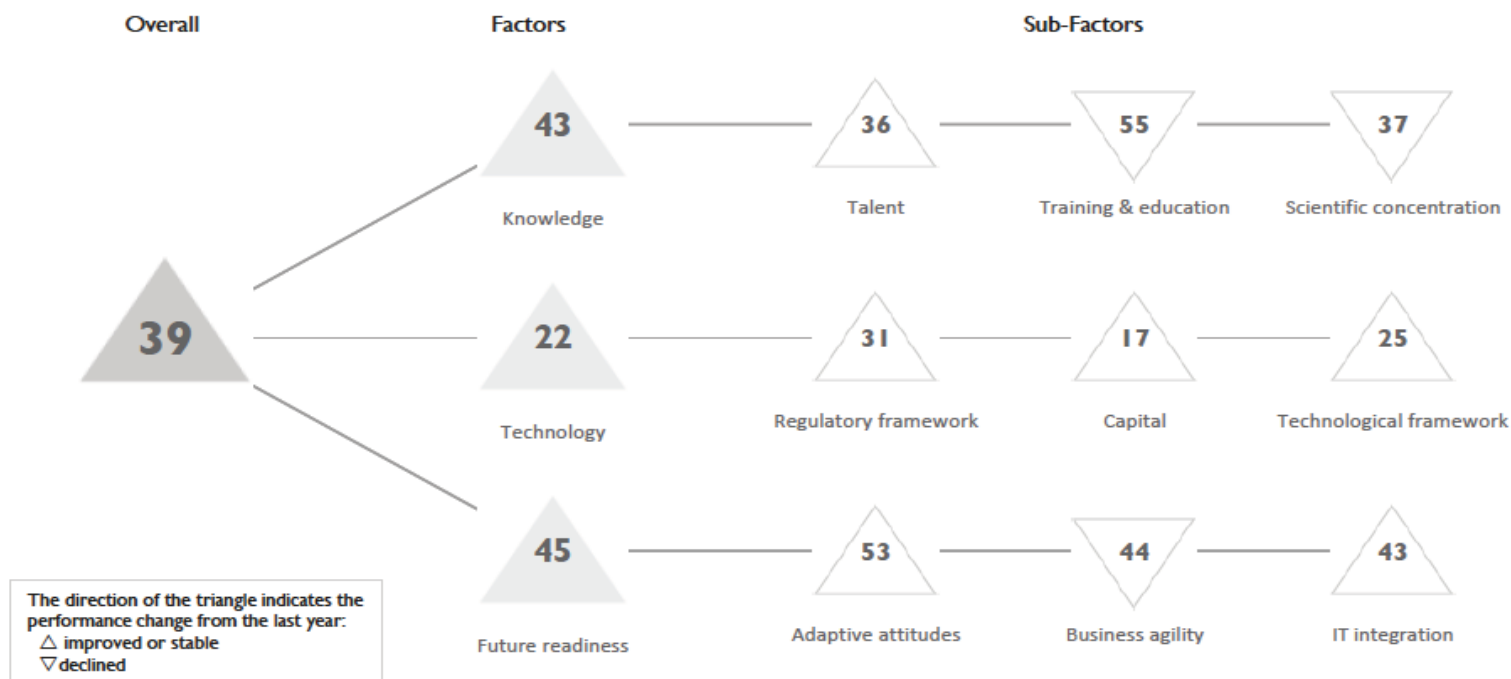 Overall Factors Sub-Factors
43 36 55 37
Knowledge Talent Training & education Scientific concentration
39 22 31 17 25
Technology Regulatory framework Capital Technological framework
45 53 44 43
Future readiness Adaptive attitudes Business agility IT integration
The direction of the triangle indicates the
performance change from the last year:
△ improved or stable
▽ declined